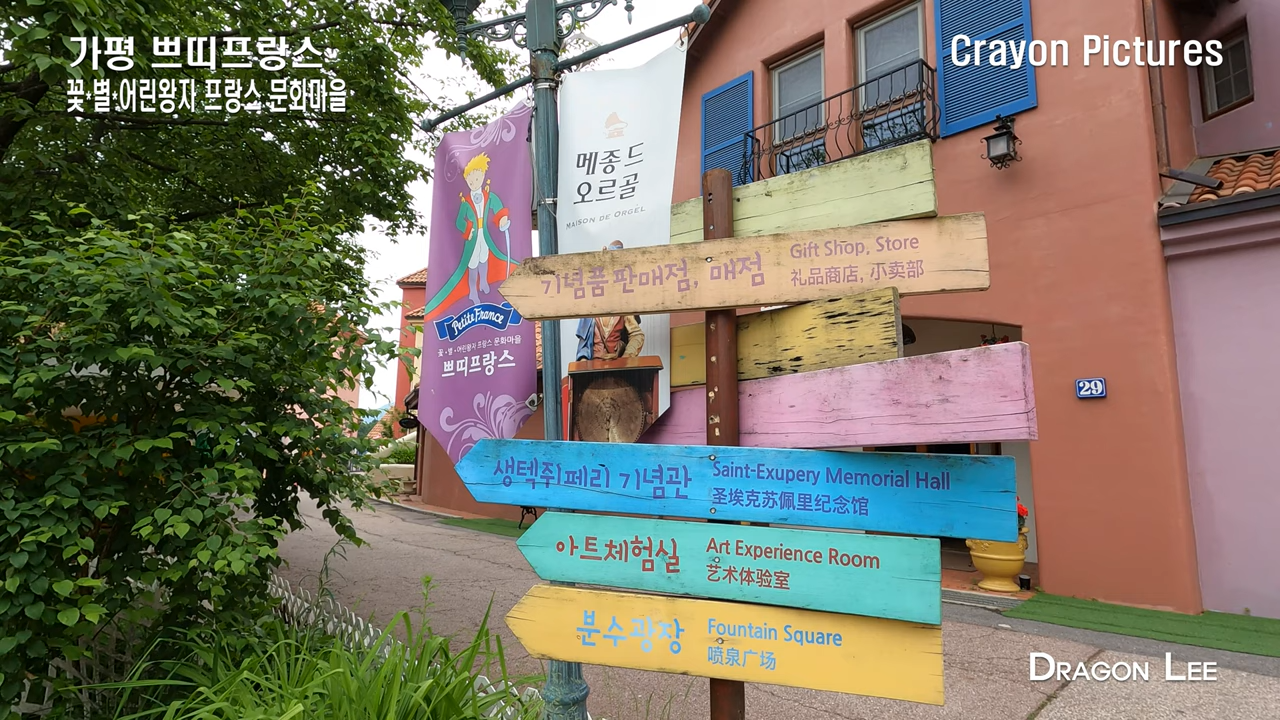 가평 쁘띠프랑스
꽃·별·어린왕자 프랑스 문화마을
Crayon Pictures
메종 드
오르골
MAISON DE ORGEL
Petite France
꽃·별·어린왕자 프랑스 문화마을
쁘띠프랑스
기념품판매점, 매점
Gift Shop, Store
礼品商店, 小卖部
29
생텍쥐페리 기념관
Saint-Exupery Memorial Hall
圣埃克苏佩里纪念馆
아트체험실
Art Experience Room
艺术体验室
분수광장
Fountain Square
喷泉广场
DRAGON LEE